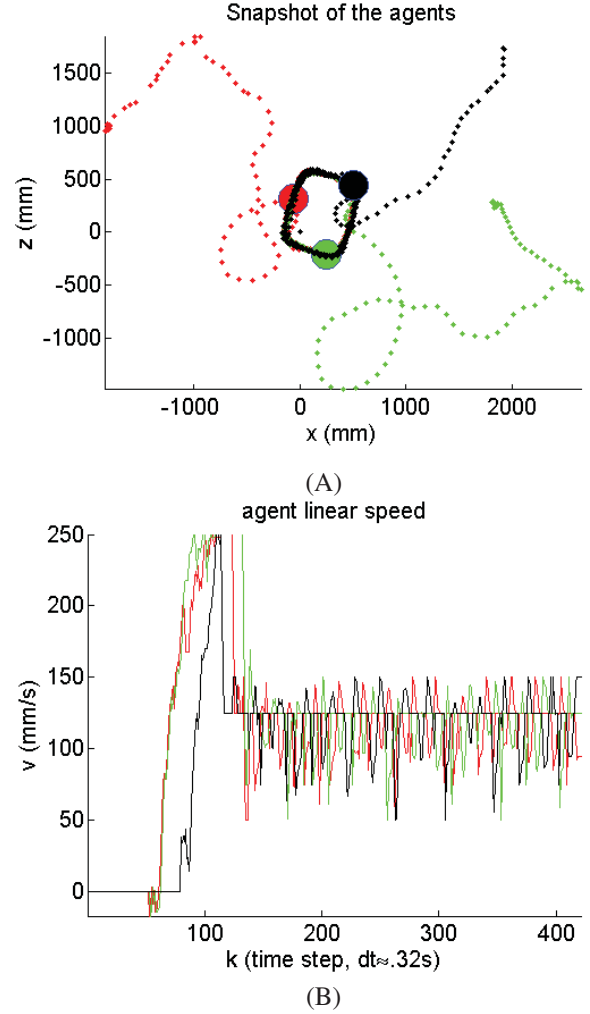 Snapshot of the agents
1500
1000
500
0
-500
-1000
z (mm)
-1000 0 1000 2000
x (mm)
(A)
agent linear speed
250
200
150
100
50
0
v (mm/s)
100 200 300 400
k (time step, dt≈.32s)
(B)